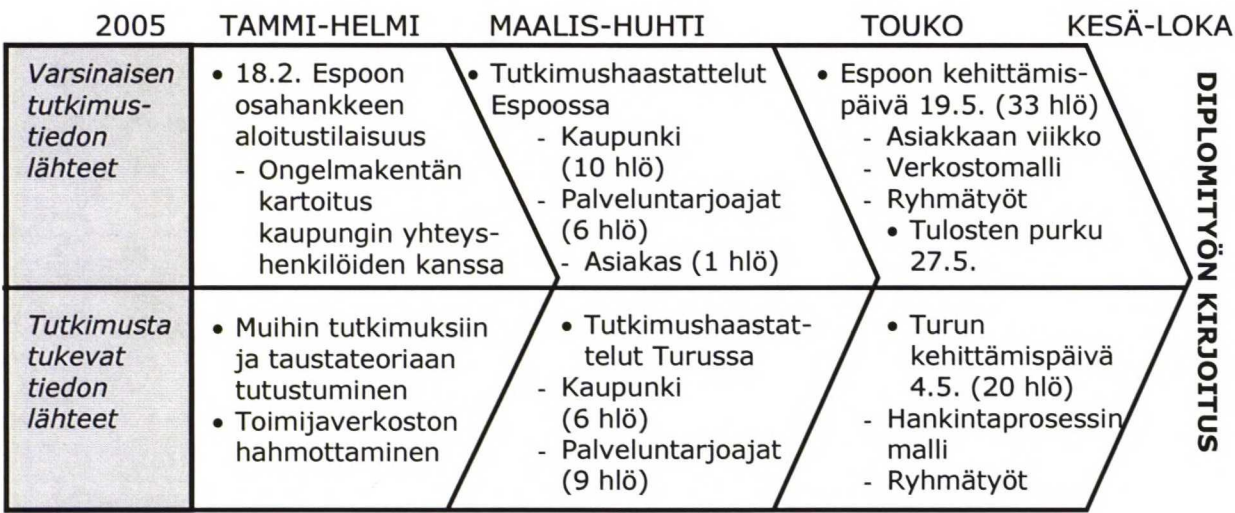 2005 TAMMI-HELMI MAALIS-HUHTI TOUKO KESÄ-LOKA
Varsinaisen
tutkimus-
tiedon
lähteet
• 18.2. Espoon
osahankkeen
aloitustilaisuus
- Ongelmakentän
kartoitus
kaupungin yhteys-
henkilöiden kanssa
• Tutkimushaastattelut
Espoossa
- Kaupunki
(10 hlö)
- Palveluntarjoajat
(6 hlö)
- Asiakas (1 hlö)
• Espoon kehittämis-
päivä 19.5. (33 hlö)
- Asiakkaan viikko
- Verkostomalli
- Ryhmätyöt
• Tulosten purku
27.5.
Tutkimusta
tukevat
tiedon
lähteet
• Muihin tutkimuksiin
ja taustateoriaan
tutustuminen
• Toimijaverkoston
hahmottaminen
• Tutkimushaastat-
telut Turussa
- Kaupunki
(6 hlö)
- Palveluntarjoajat
(9 hlö)
• Turun
kehittämispäivä
4.5. (20 hlö)
- Hankintaprosessin
malli
- Ryhmätyöt
DIPLOMITYÖN KIRJOITUS